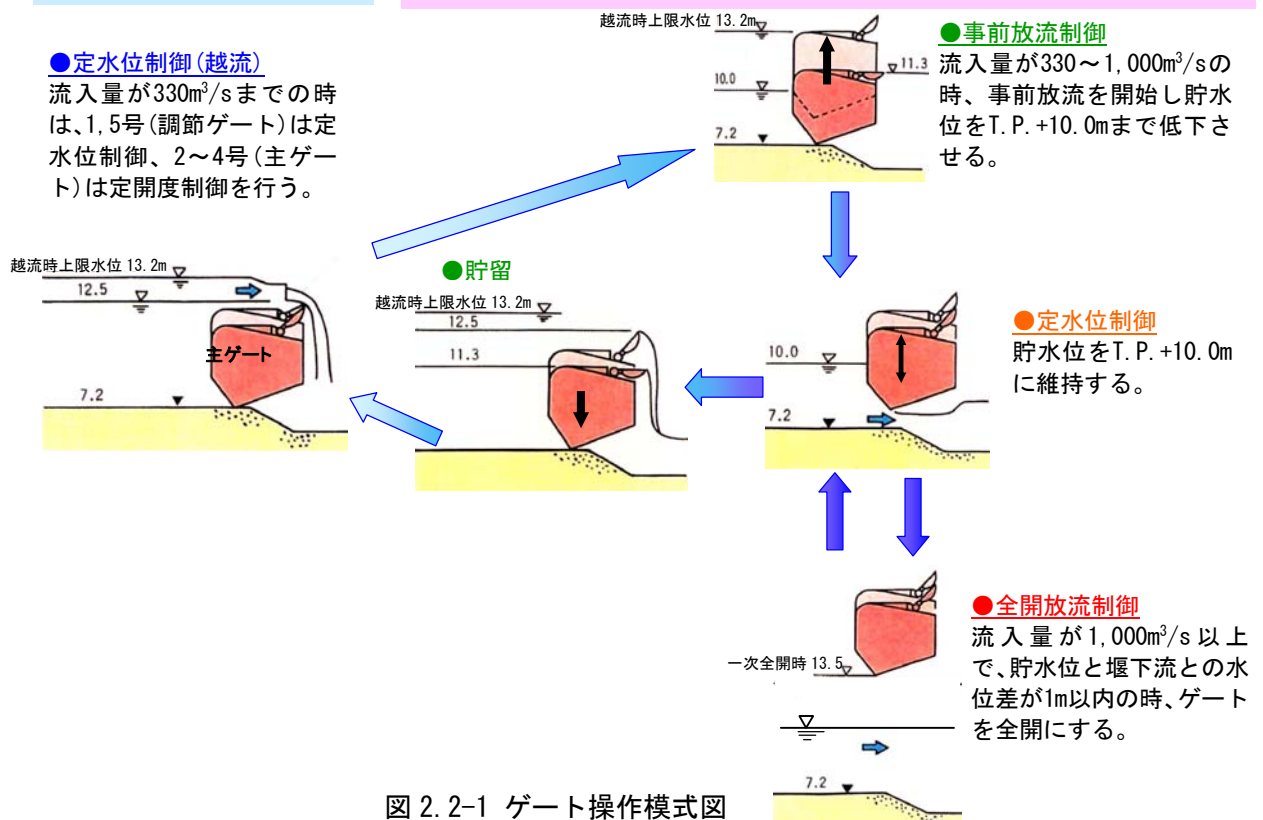 ●定水位制御(越流)
流入量が330m³/sまでの時
は、1,5号(調節ゲート)は定
水位制御、2～4号(主ゲー
ト)は定開度制御を行う。
越流時上限水位 13.2m
12.5
主ゲート
7.2
越流時上限水位 13.2m
10.0
11.3
7.2
●事前放流制御
流入量が330～1,000m³/sの
時、事前放流を開始し貯水
位をT.P.+10.0mまで低下さ
せる。
●貯留
越流時上限水位 13.2m
12.5
11.3
10.0
7.2
●定水位制御
貯水位をT.P.+10.0m
に維持する。
一次全開時 13.5
7.2
●全開放流制御
流入量が1,000m³/s以上
で、貯水位と堰下流との水
位差が1m以内の時、ゲート
を全開にする。
図 2.2-1 ゲート操作模式図